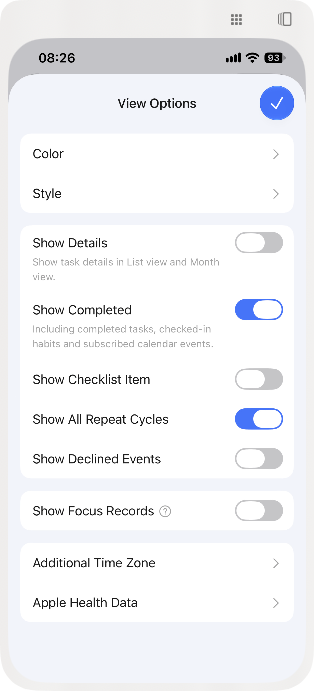 08:26
93
View Options
Color
Style
Show Details
Show task details in List view and Month
view.
Show Completed
Including completed tasks, checked-in
habits and subscribed calendar events.
Show Checklist Item
Show All Repeat Cycles
Show Declined Events
Show Focus Records ?
Additional Time Zone
Apple Health Data